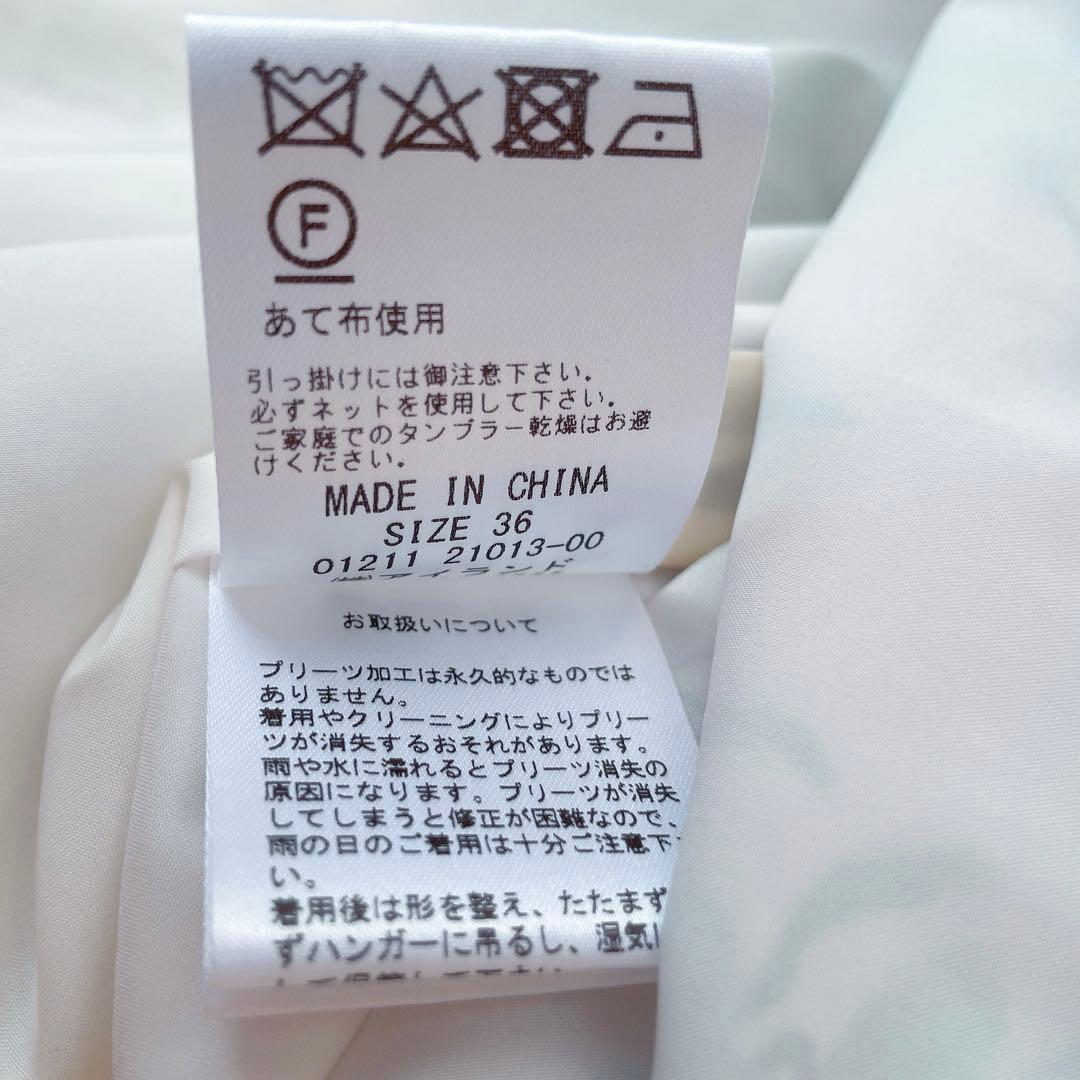 F
あて布使用
引っ掛けには御注意下さい.
必ずネットを使用して下さい.
ご家庭でのタンブラー乾燥はお避
けください.
MADE IN CHINA
SIZE 36
01211 21013-00
アイランド
お取扱いについて
プリーツ加工は永久的なものでは
ありません。
着用やクリーニングによりプリー
ツが消失するおそれがあります。
雨や水に濡れるとプリーツ消失の
原因になります。プリーツが消失
してしまうと修正が困難なので、
雨の日のご着用は十分ご注意下
い。
着用後は形を整え、たたまず
ずハンガーに吊るし、湿気に